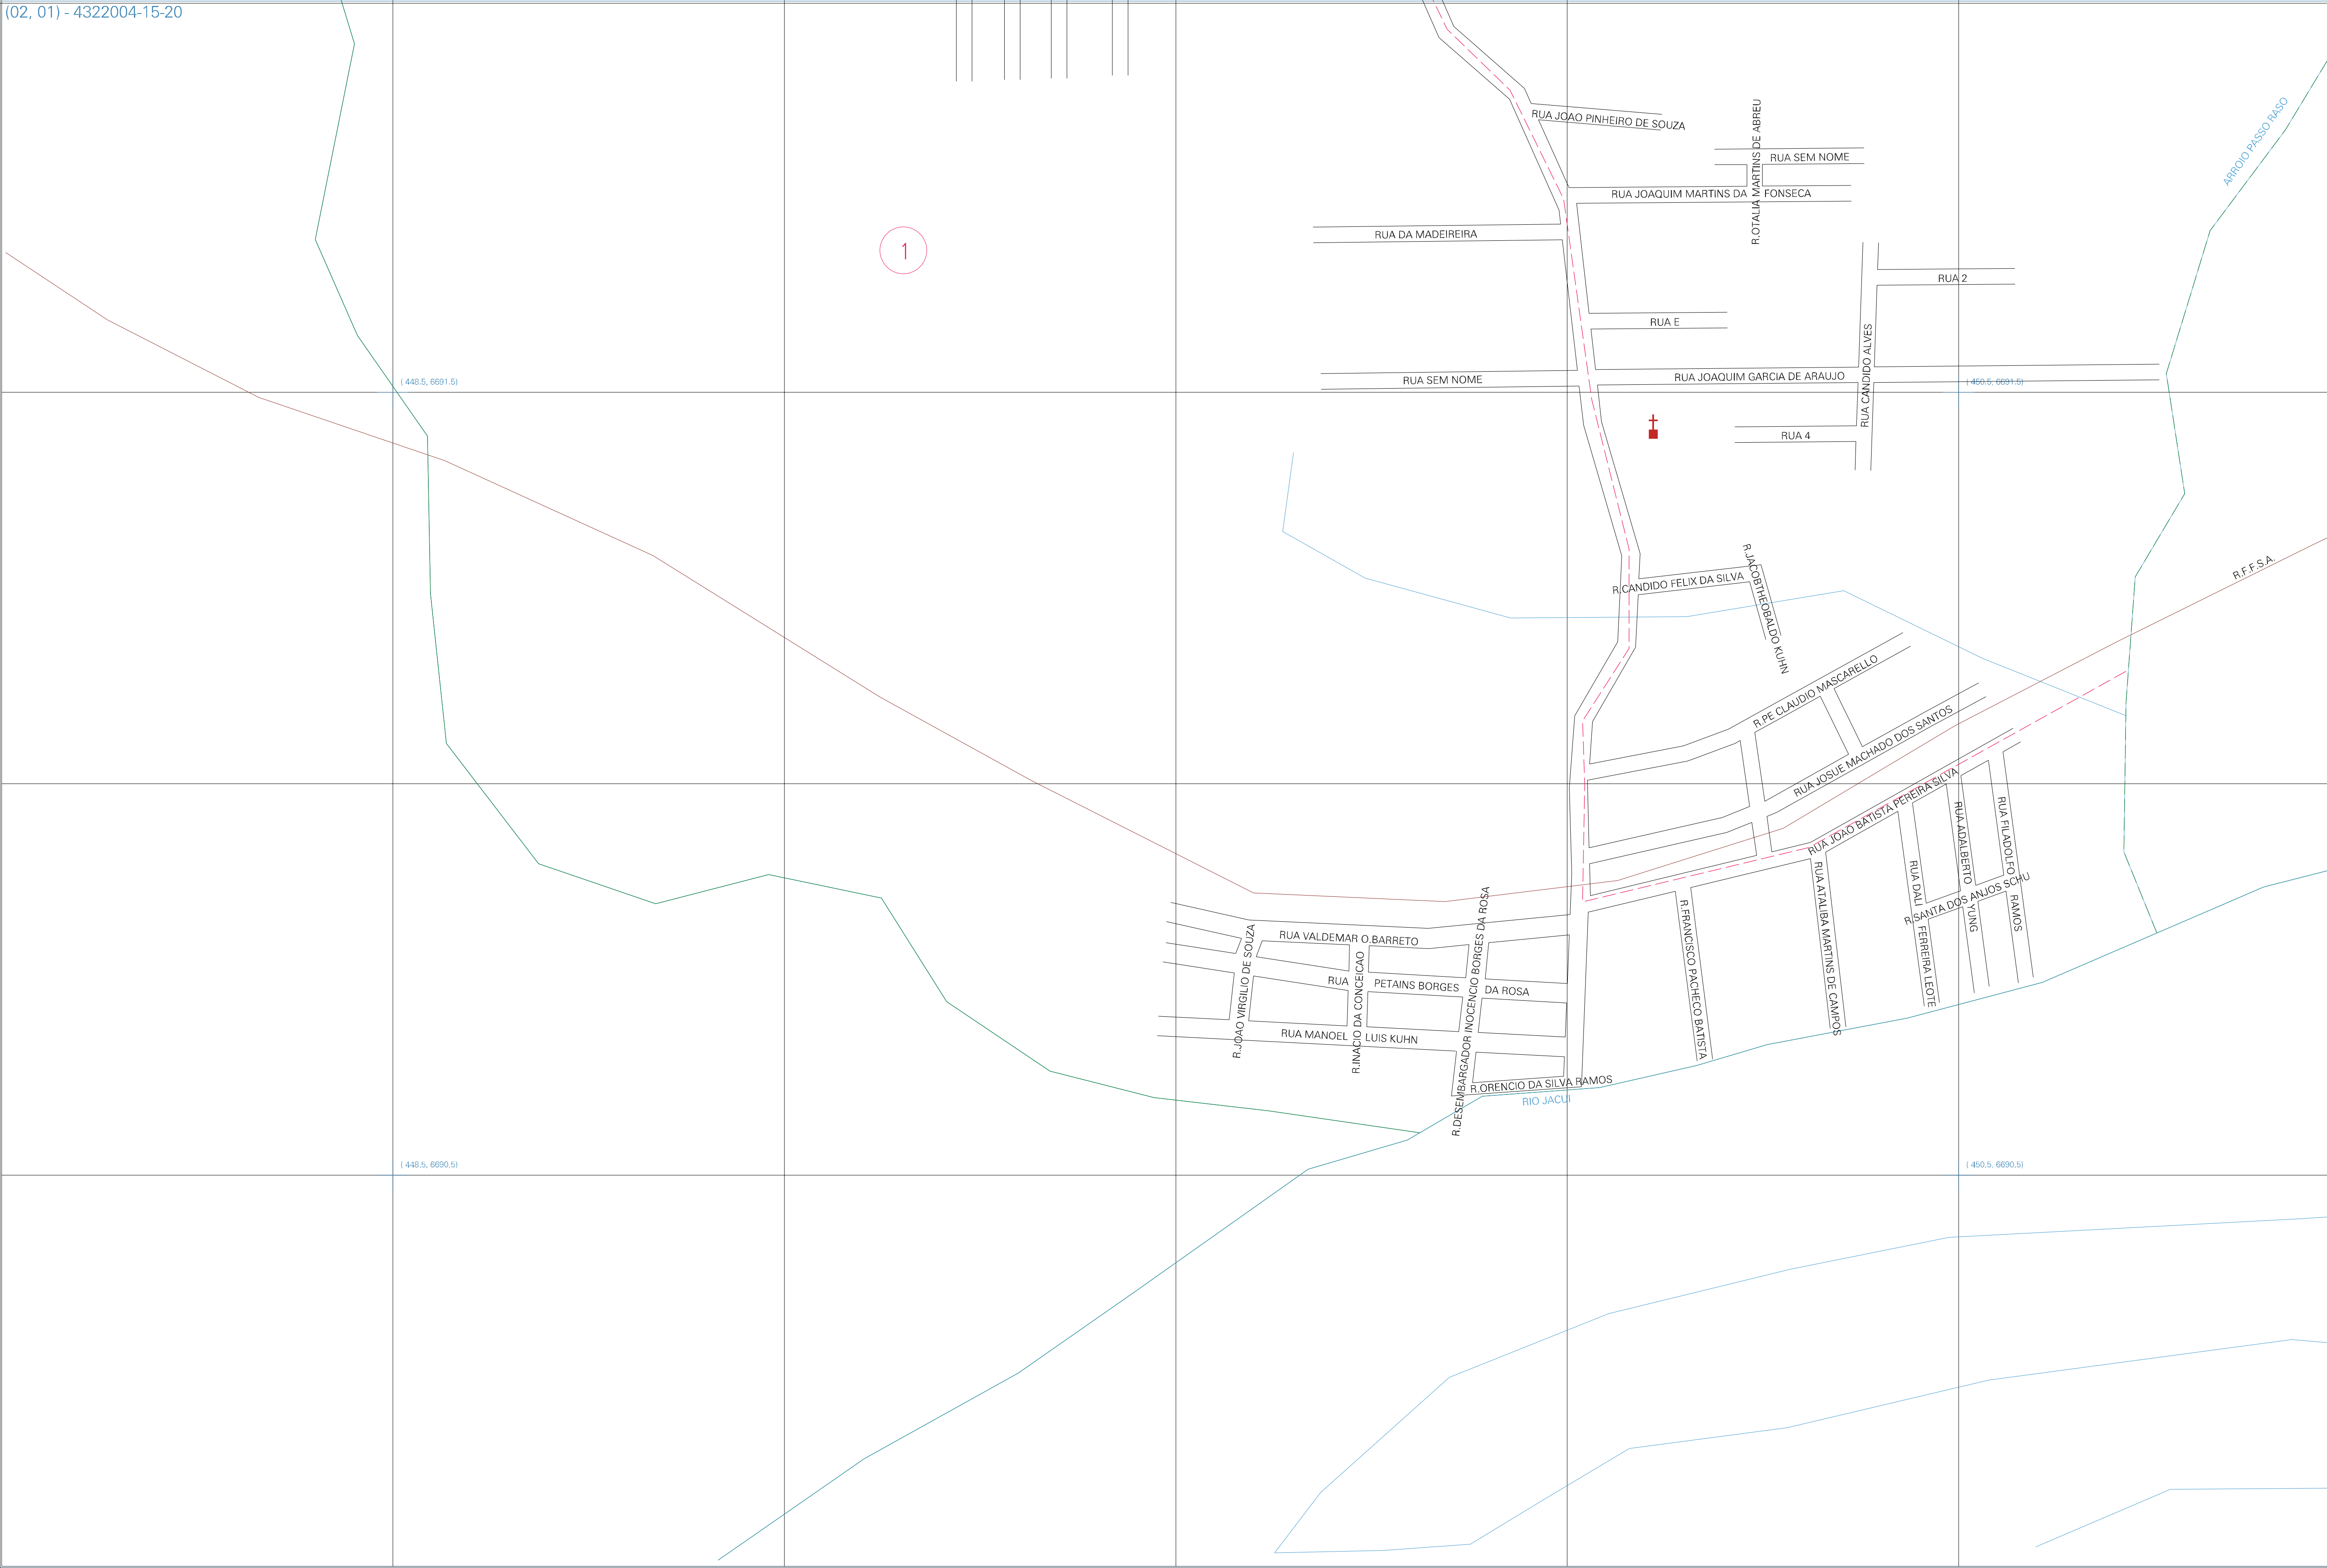 (02, 01) - 4322004-15-20
ARROIO PASSO RASO
RUA JOAO PINHEIRO DE SOUZA
R.OTALIA MARTINS DE ABREU
RUA SEM NOME
RUA JOAQUIM MARTINS DA FONSECA
RUA DA MADEIREIRA
1
RUA 2
RUA E
RUA CANDIDO ALVES
RUA SEM NOME
RUA JOAQUIM GARCIA DE ARAUJO
( 448.5, 6691.5)
( 450.5, 6691.5)
RUA 4
R.F.F.S.A.
R.CANDIDO FELIX DA SILVA
R.JACOBTHEOBALDO KUHN
R.PE CLAUDIO MASCARELLO
RUA JOSUE MACHADO DOS SANTOS
RUA JOAO BATISTA PEREIRA SILVA
RUA ADALBERTO YUNG
RUA FILADOLFO RAMOS
RUA DALI FERREIRA LEOTE
R.SANTA DOS ANJOS SCHU
RUA ATALIBA MARTINS DE CAMPOS
R.FRANCISCO PACHECO BATISTA
R.DESEMBARGADOR INOCENCIO BORGES DA ROSA
RUA VALDEMAR O.BARRETO
R.JOAO VIRGILIO DE SOUZA
R.INACIO DA CONCEICAO
RUA PETAINS BORGES DA ROSA
RUA MANOEL LUIS KUHN
R.ORENCIO DA SILVA RAMOS
RIO JACUI
( 448.5, 6690.5)
( 450.5, 6690.5)